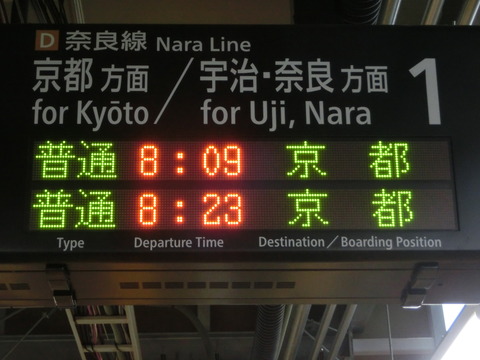 D 奈良線 Nara Line
京都方面／宇治・奈良方面 1
for Kyōto for Uji, Nara
普通 8:09 京都
普通 8:23 京都
Type Departure Time Destination／Boarding Position